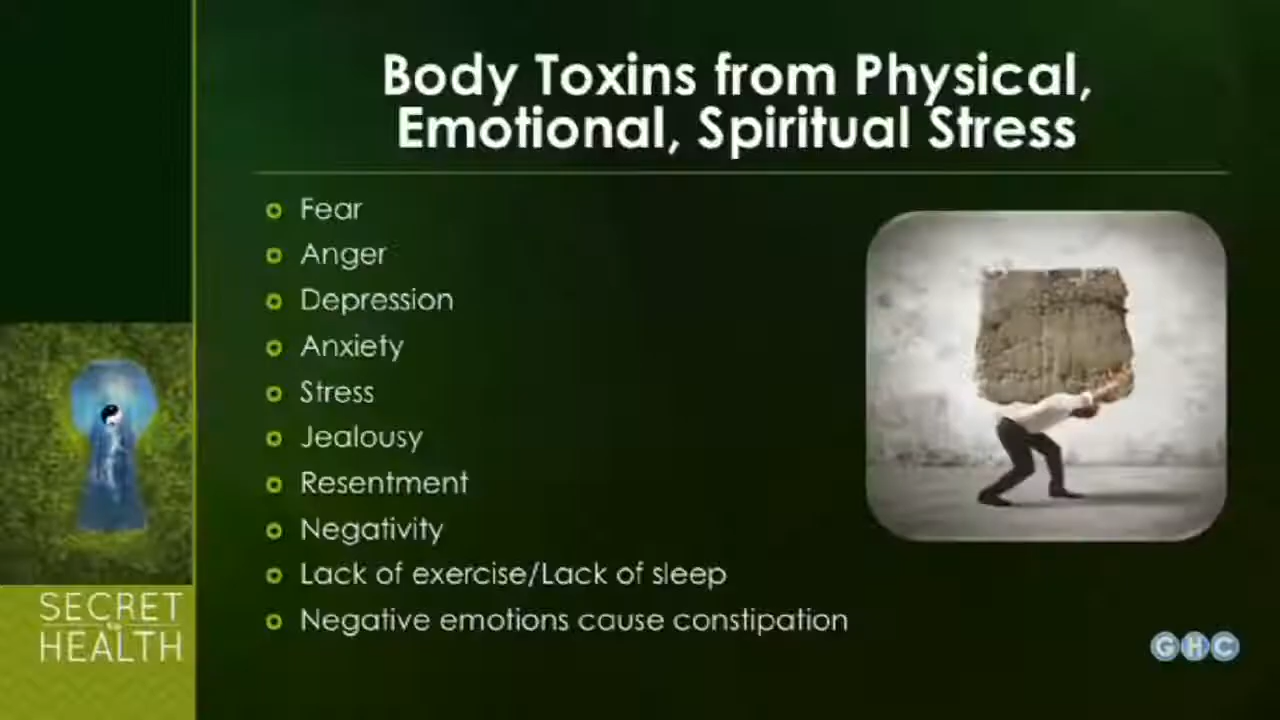 Body Toxins from Physical,
Emotional, Spiritual Stress
Fear
Anger
Depression
Anxiety
Stress
Jealousy
Resentment
Negativity
Lack of exercise/Lack of sleep
Negative emotions cause constipation
SECRET
to
HEALTH
GHC